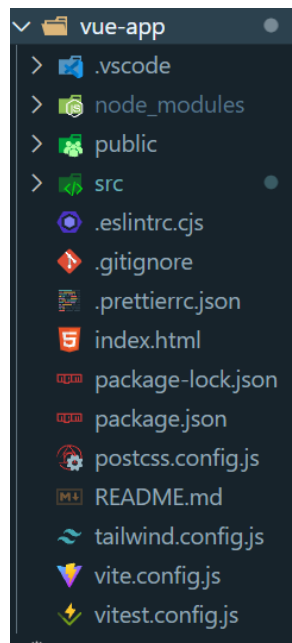 vue-app
.vscode
node_modules
public
src
.eslintrc.cjs
.gitignore
.prettierrc.json
index.html
package-lock.json
package.json
postcss.config.js
README.md
tailwind.config.js
vite.config.js
vitest.config.js